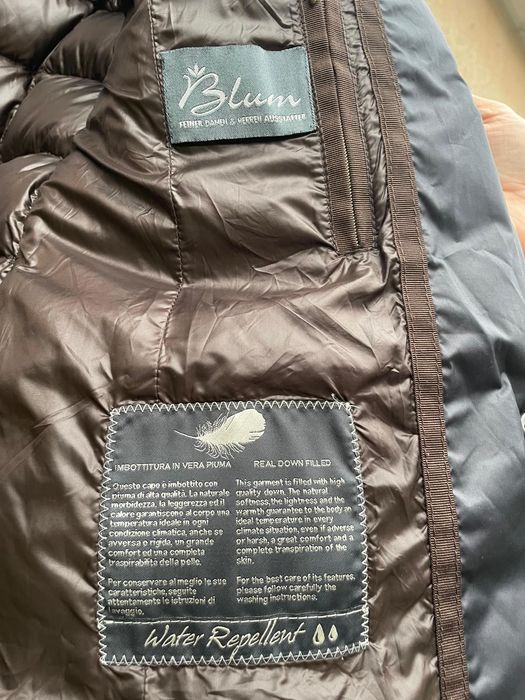 Blum
FEINER DAMEN & HERREN AUSSTATTER
IMBOTTITURA IN VERA PIUMA
REAL DOWN FILLED
Questo capo è imbottito con
piuma di alta qualità. La naturale
morbidezza, la leggerezza ed il
calore garantiscono al corpo una
temperatura ideale in ogni
condizione climatica, anche se
avversa o rigida, un grande
comfort ed una completa
traspirabilità della pelle.
Per conservare al meglio le sue
caratteristiche, seguite
attentamente le istruzioni di
lavaggio.
This garment is filled with high
quality down. The natural
softness, the lightness and the
warmth guarantee to the body an
ideal temperature in every
climate situation, even if adverse
or harsh, a great comfort and a
complete transpiration of the
skin.
For the best care of its features,
please follow carefully the
washing instructions.
Water Repellent